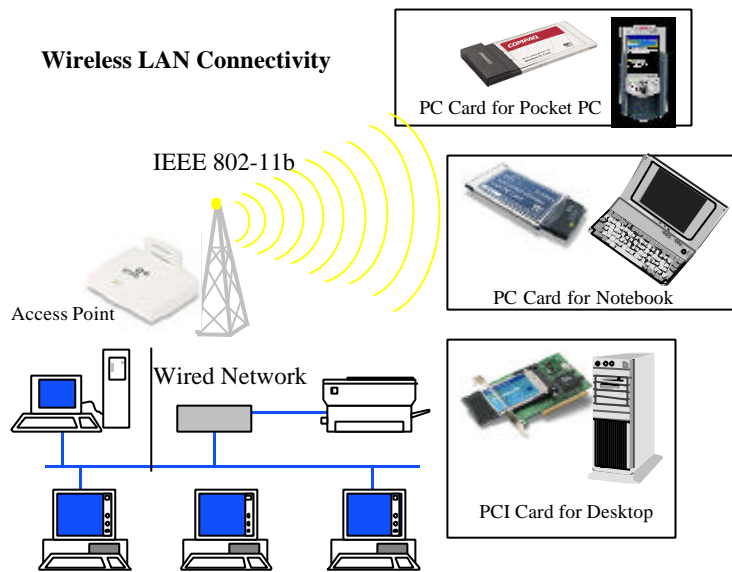 Wireless LAN Connectivity
COMPAQ
PC Card for Pocket PC
IEEE 802-11b
PC Card for Notebook
Access Point
Wired Network
PCI Card for Desktop